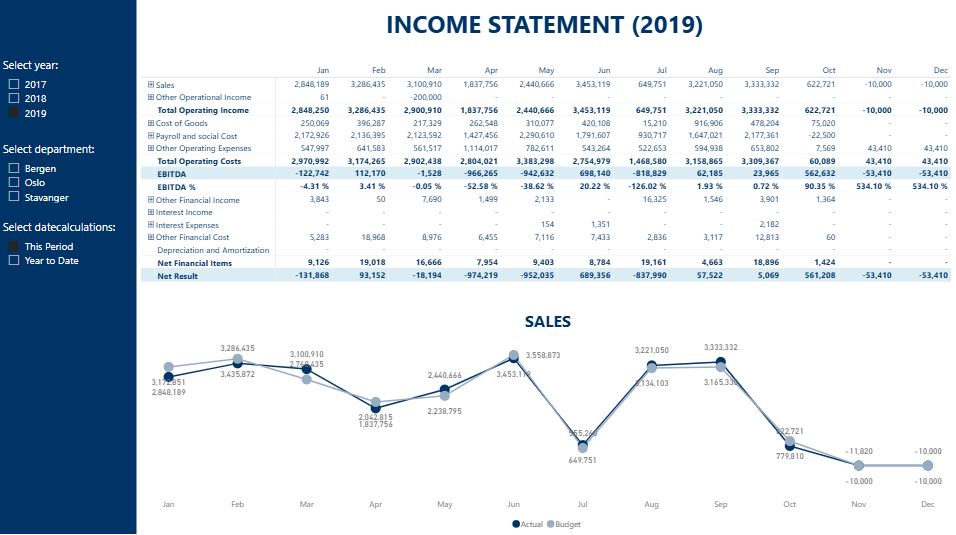 INCOME STATEMENT (2019)
Select year:
2017
2018
2019
Select department:
Bergen
Oslo
Stavanger
Select datecalculations:
This Period
Year to Date
Jan Feb Mar Apr May Jun Jul Aug Sep Oct Nov Dec
Sales 2,848,189 3,286,435 3,100,910 1,837,756 2,440,666 3,453,119 649,751 3,221,050 3,333,332 622,721 -10,000 -10,000
Other Operational Income 61 - -200,000 - - - - - - - - -
Total Operating Income 2,848,250 3,286,435 2,900,910 1,837,756 2,440,666 3,453,119 649,751 3,221,050 3,333,332 622,721 -10,000 -10,000
Cost of Goods 250,069 396,287 217,329 262,548 310,077 420,108 15,210 916,906 478,204 75,020 - -
Payroll and social Cost 2,172,926 2,136,395 2,123,592 1,427,456 2,290,610 1,791,607 930,717 1,647,021 2,177,361 -22,500 - -
Other Operating Expenses 547,997 641,583 561,517 1,114,017 782,611 543,264 522,653 594,938 653,802 7,569 43,410 43,410
Total Operating Costs 2,970,992 3,174,265 2,902,438 2,804,021 3,383,298 2,754,979 1,468,580 3,158,865 3,309,367 60,089 43,410 43,410
EBITDA -122,742 112,170 -1,528 -966,265 -942,632 698,140 -818,829 62,185 23,965 562,632 -53,410 -53,410
EBITDA % -4.31 % 3.41 % -0.05 % -52.58 % -38.62 % 20.22 % -126.02 % 1.93 % 0.72 % 90.35 % 534.10 % 534.10 %
Other Financial Income 3,843 50 7,690 1,499 2,133 - 16,325 1,546 3,901 1,364 - -
Interest Income - - - - - - - - - - - -
Interest Expenses - - - - 154 1,351 - - 2,182 - - -
Other Financial Cost 5,283 18,968 8,976 6,455 7,116 7,433 2,836 3,117 12,813 60 - -
Depreciation and Amortization - - - - - - - - - - - -
Net Financial Items 9,126 19,018 16,666 7,954 9,403 8,784 19,161 4,663 18,896 1,424 - -
Net Result -131,868 93,152 -18,194 -974,219 -952,035 689,356 -837,990 57,522 5,069 561,208 -53,410 -53,410
SALES
3,286,435 3,100,910 3,558,873 3,221,050 3,333,332
3,435,872 2,440,666
2,848,189 2,238,795
2,042,815
1,837,756
649,751 779,810
-11,820 -10,000
-10,000 -10,000
Jan Feb Mar Apr May Jun Jul Aug Sep Oct Nov Dec
Actual Budget